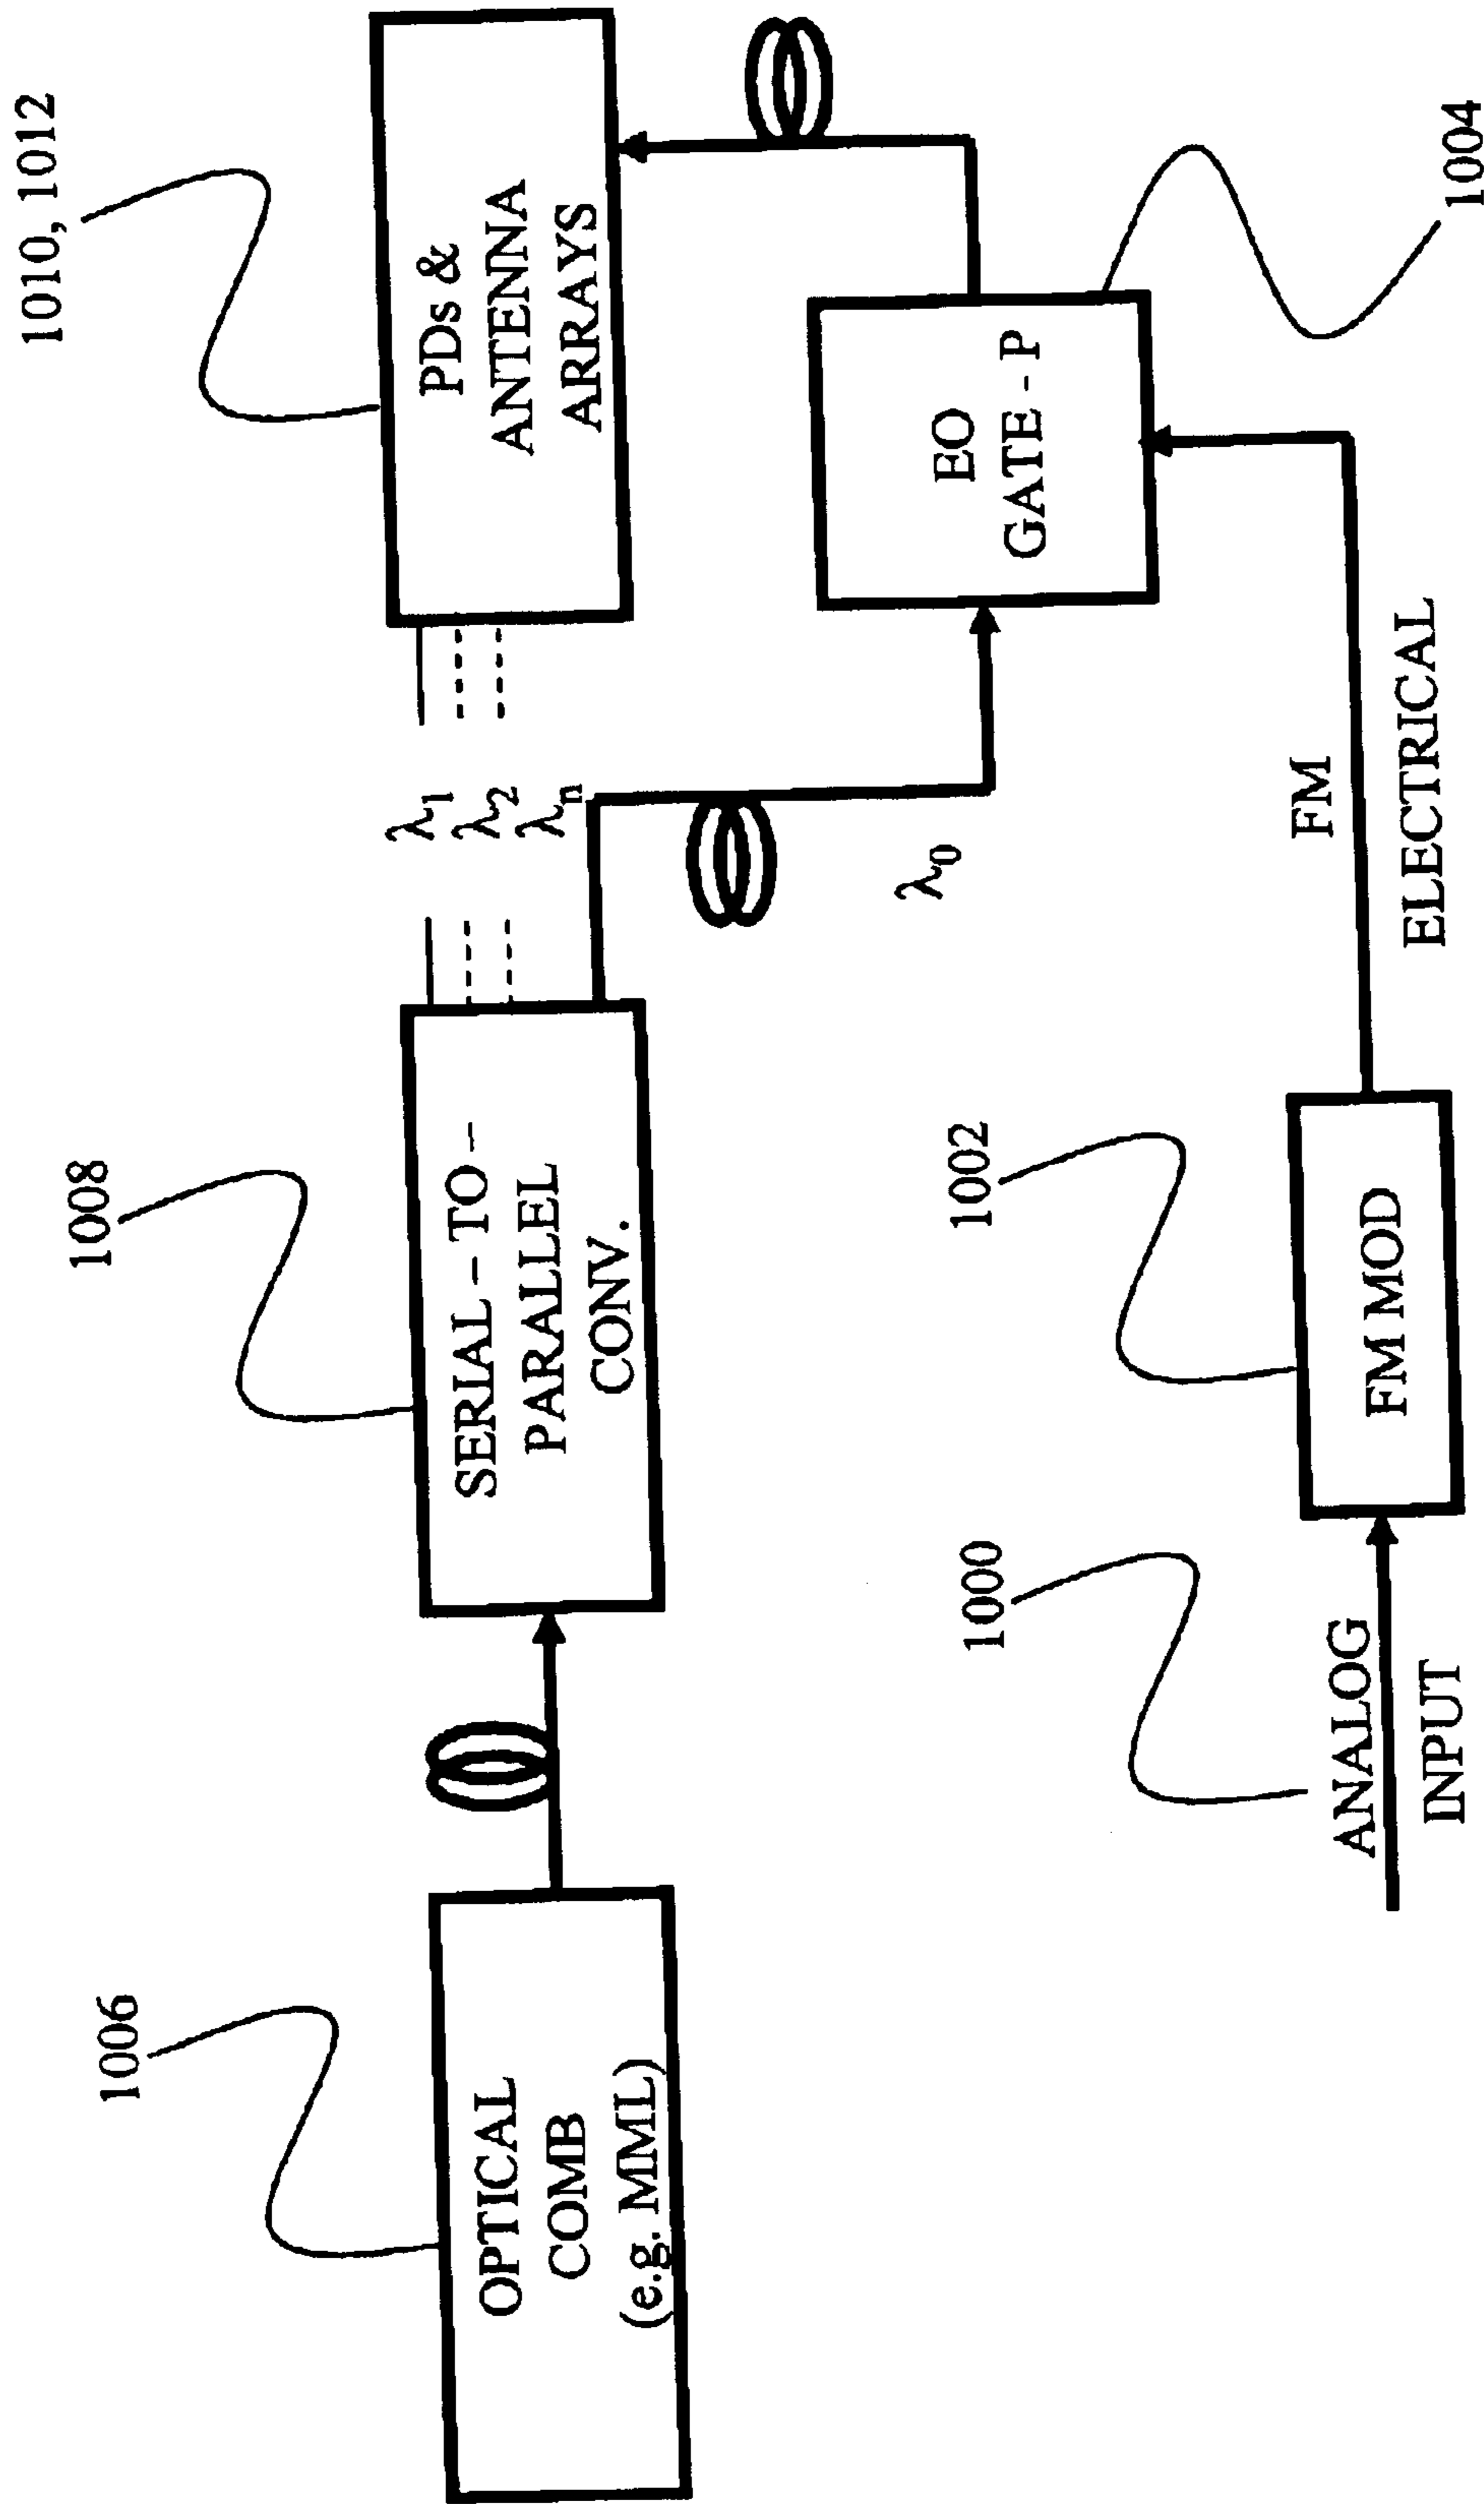 1006
1008
1010, 1012
OPTICAL
COMB
(e.g. MML)
SERIAL - TO -
PARALLEL
CONV.
λ1
λ2
λn
PDs &
ANTENNA
ARRAYS
λ0
EO
GATE - P
1000
1002
1004
ANALOG
INPUT
FM MOD
FM
ELECTRICAL